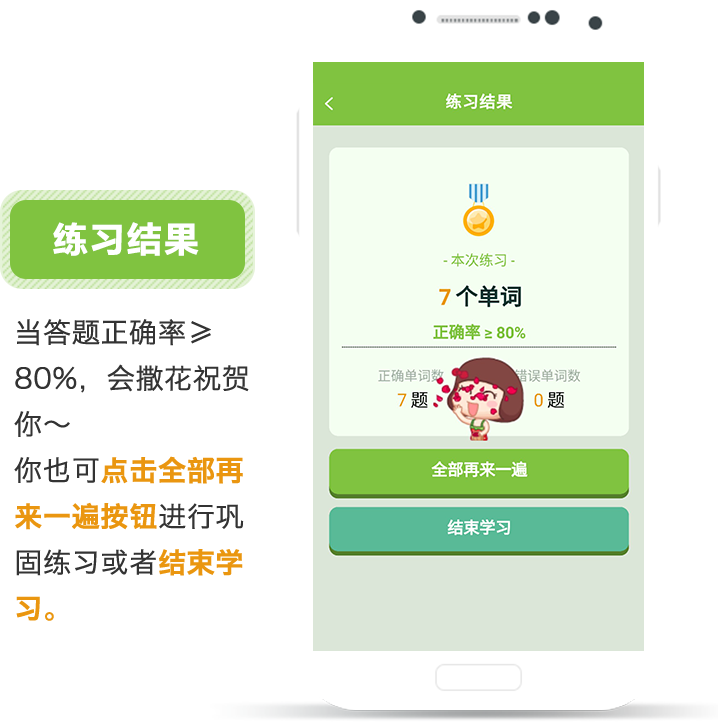 练习结果
当答题正确率≥
80%，会撒花祝贺
你～
你也可点击全部再
来一遍按钮进行巩
固练习或者结束学
习。
练习结果
- 本次练习 -
7 个单词
正确率 ≥ 80%
正确单词数 错误单词数
7 题 0 题
全部再来一遍
结束学习